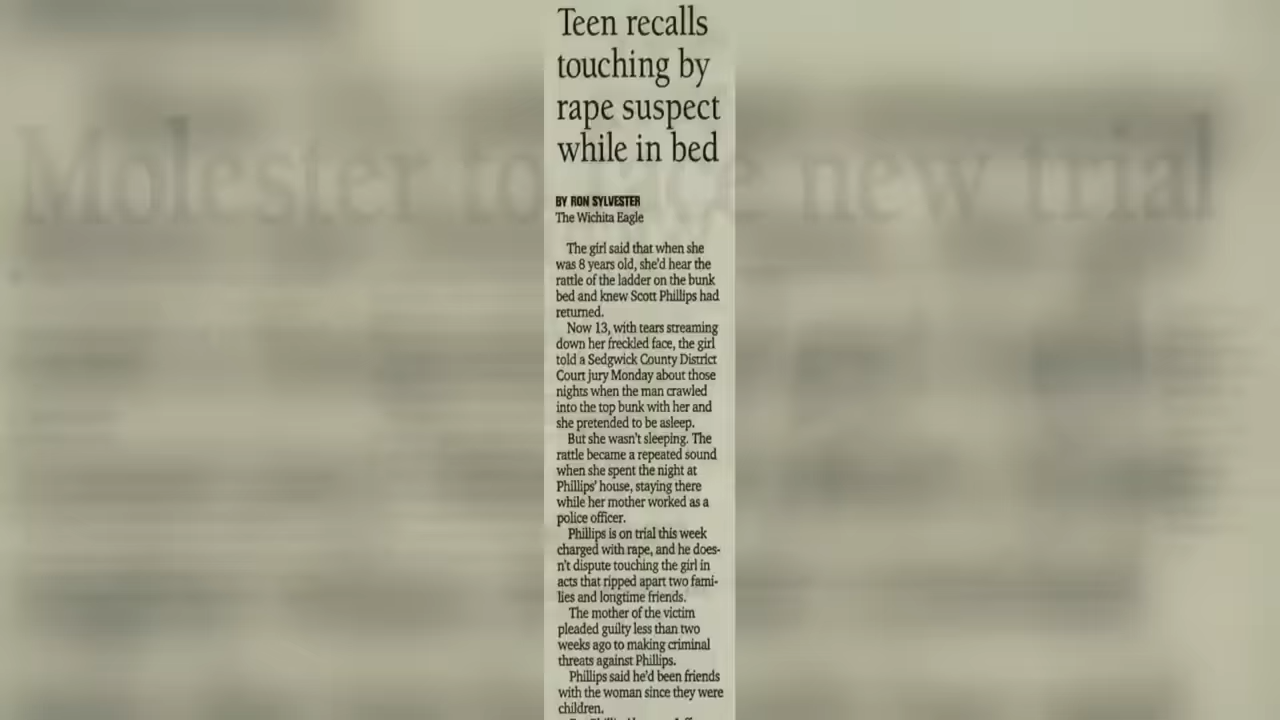 Teen recalls
touching by
rape suspect
while in bed
BY RON SYLVESTER
The Wichita Eagle
The girl said that when she
was 8 years old, she'd hear the
rattle of the ladder on the bunk
bed and knew Scott Phillips had
returned.
Now 13, with tears streaming
down her freckled face, the girl
told a Sedgwick County District
Court jury Monday about those
nights when the man crawled
into the top bunk with her and
she pretended to be asleep.
But she wasn't sleeping. The
rattle became a repeated sound
when she spent the night at
Phillips' house, staying there
while her mother worked as a
police officer.
Phillips is on trial this week
charged with rape, and he does-
n't dispute touching the girl in
acts that ripped apart two fami-
lies and longtime friends.
The mother of the victim
pleaded guilty less than two
weeks ago to making criminal
threats against Phillips.
Phillips said he'd been friends
with the woman since they were
children.
Molester to face new trial